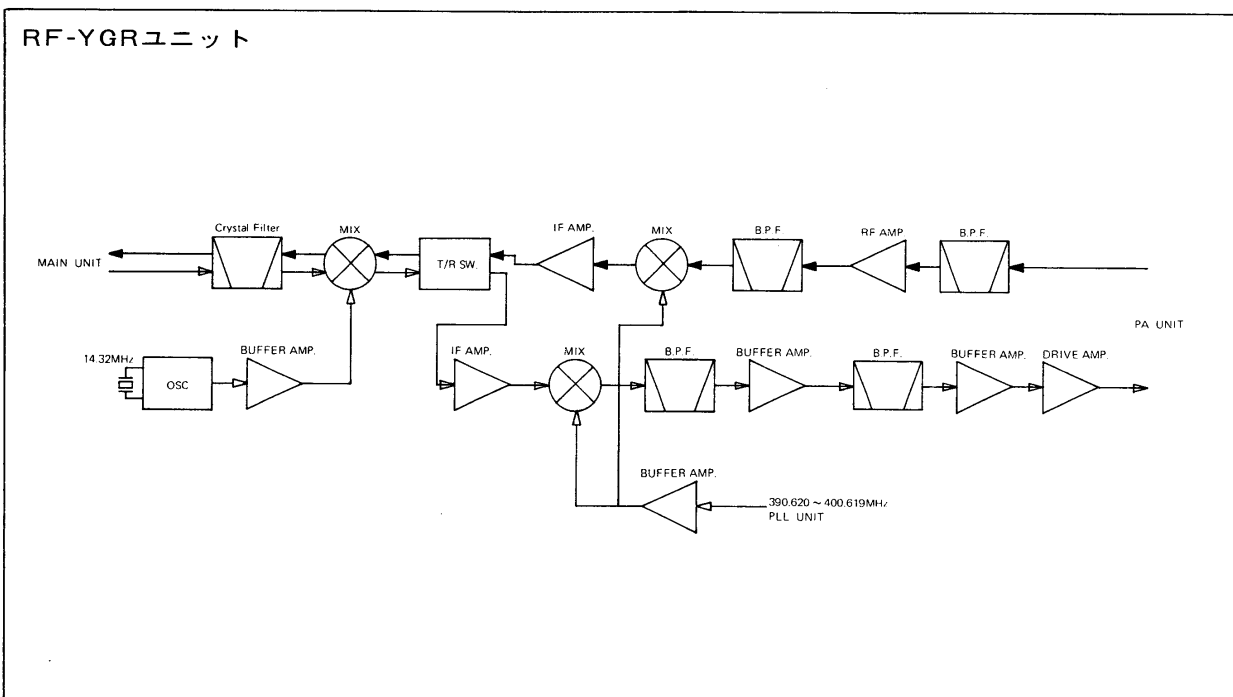 RF-YGRユニット
Crystal Filter
MIX
T/R SW.
IF AMP.
MIX
B.P.F.
RF AMP.
B.P.F.
MAIN UNIT
PA UNIT
14.32MHz
OSC
BUFFER AMP.
IF AMP.
MIX
B.P.F.
BUFFER AMP.
B.P.F.
BUFFER AMP.
DRIVE AMP.
BUFFER AMP.
390.620~400.619MHz
PLL UNIT